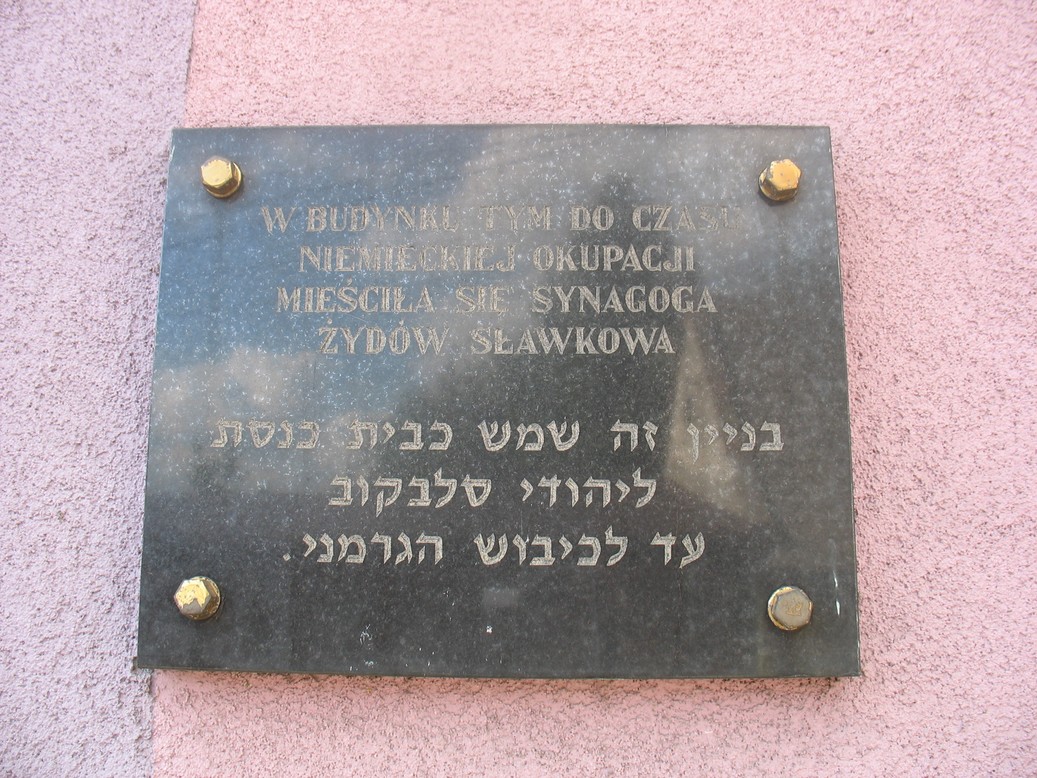 W BUDYNKU TYM DO CZASU
NIEMIECKIEJ OKUPACJI
MIEŚCIŁA SIĘ SYNAGOGA
ŻYDÓW SŁAWKOWA
בניין זה שמש כבית כנסת
ליהודי סלבקוב
עד לכיבוש הגרמני.